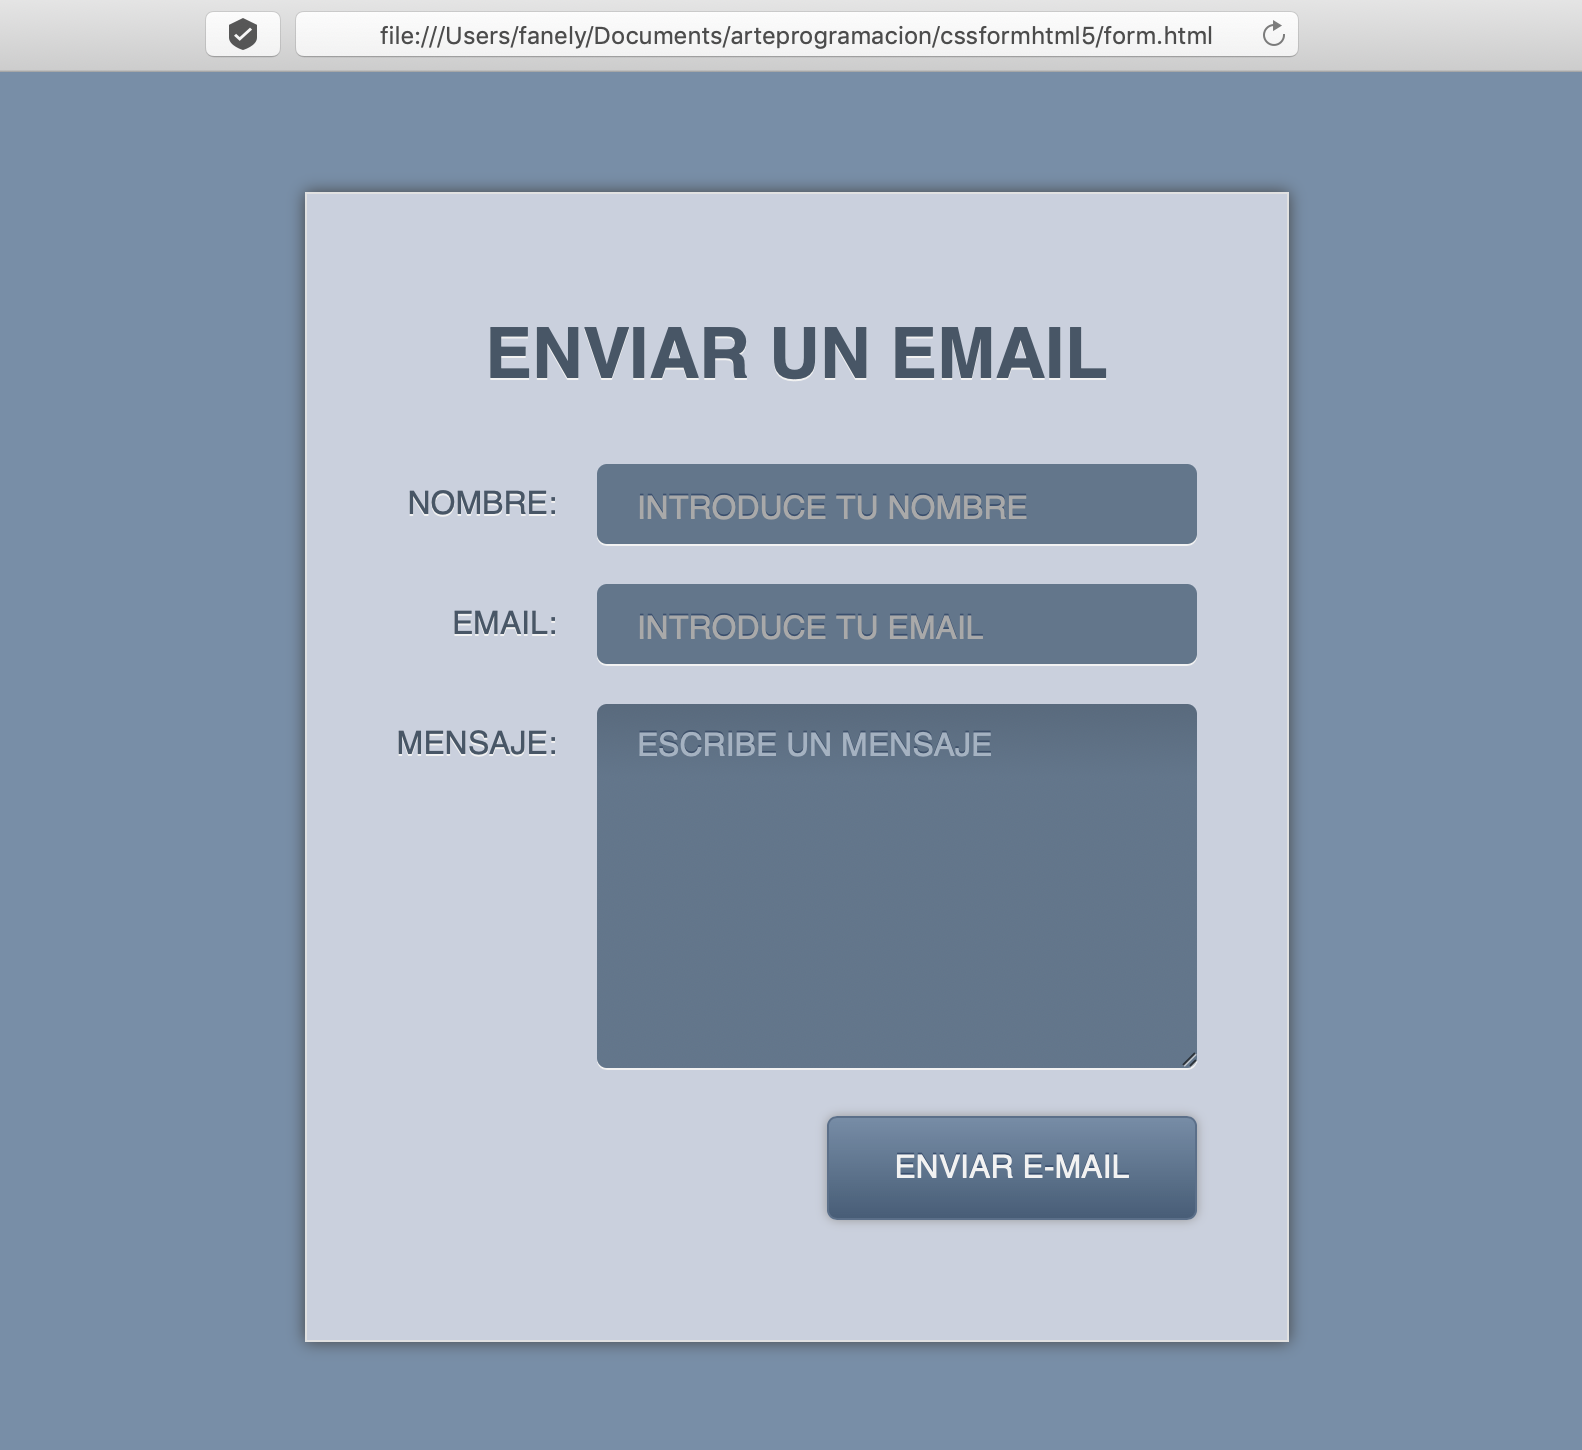 file:///Users/fanely/Documents/arteprogramacion/cssformhtml5/form.html
ENVIAR UN EMAIL
NOMBRE: INTRODUCE TU NOMBRE
EMAIL: INTRODUCE TU EMAIL
MENSAJE: ESCRIBE UN MENSAJE
ENVIAR E-MAIL